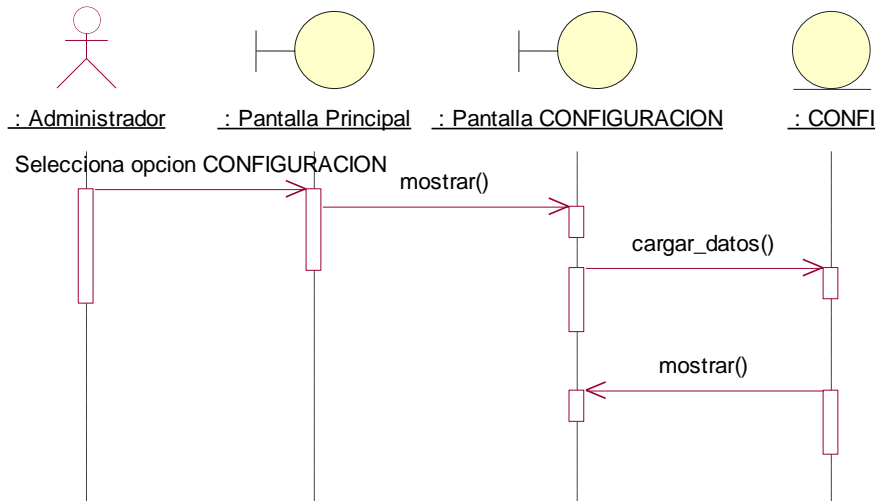 : Administrador
: Pantalla Principal
: Pantalla CONFIGURACION
: CONFI
Selecciona opcion CONFIGURACION
mostrar()
cargar_datos()
mostrar()